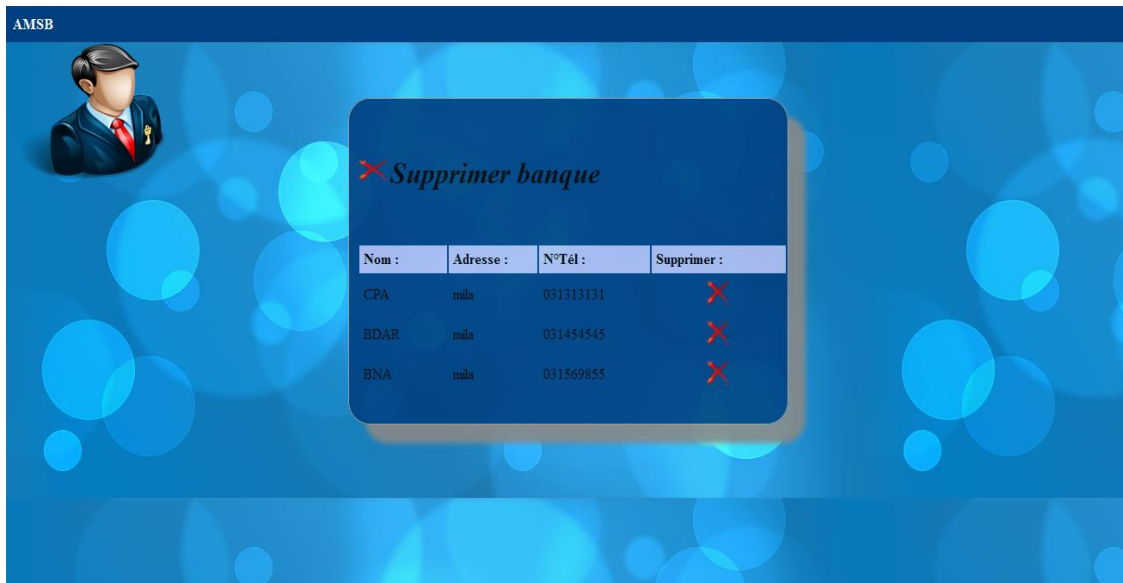 AMSB
Supprimer banque
Nom : Adresse : N°Tél : Supprimer :
CPA mila 031313131
BDAR mila 031454545
BNA mila 031569855